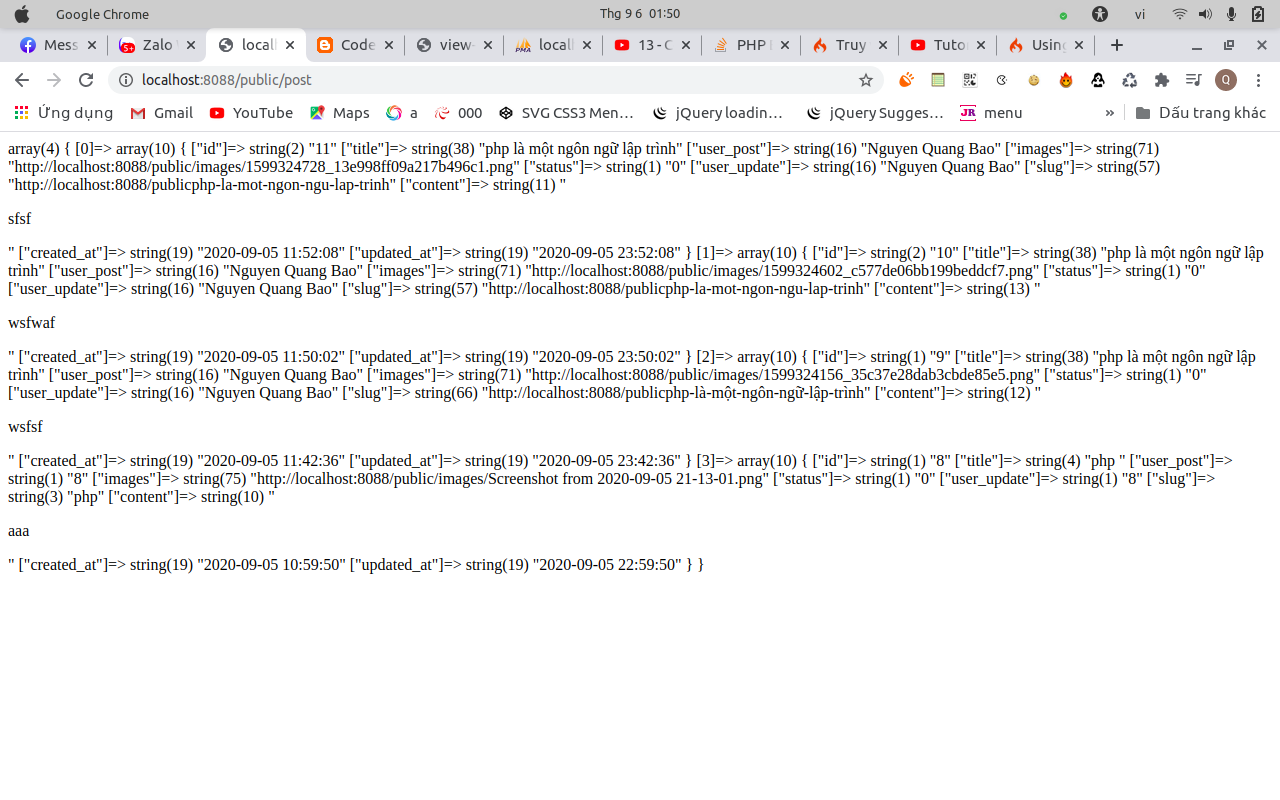 Google Chrome
Thg 9 6 01:50
vi
Mess
Zalo
locall
Code
view-
locall
13 - C
PHP
Truy
Tuto
Using
localhost:8088/public/post
Q
Ứng dụng
Gmail
YouTube
Maps
a
000
SVG CSS3 Men…
jQuery loadin…
jQuery Sugges…
JR menu
»
Dấu trang khác
array(4) { [0]=> array(10) { ["id"]=> string(2) "11" ["title"]=> string(38) "php là một ngôn ngữ lập trình" ["user_post"]=> string(16) "Nguyen Quang Bao" ["images"]=> string(71)
"http://localhost:8088/public/images/1599324728_13e998ff09a217b496c1.png" ["status"]=> string(1) "0" ["user_update"]=> string(16) "Nguyen Quang Bao" ["slug"]=> string(57)
"http://localhost:8088/publicphp-la-mot-ngon-ngu-lap-trinh" ["content"]=> string(11) "
sfsf
" ["created_at"]=> string(19) "2020-09-05 11:52:08" ["updated_at"]=> string(19) "2020-09-05 23:52:08" } [1]=> array(10) { ["id"]=> string(2) "10" ["title"]=> string(38) "php là một ngôn ngữ lập
trình" ["user_post"]=> string(16) "Nguyen Quang Bao" ["images"]=> string(71) "http://localhost:8088/public/images/1599324602_c577de06bb199beddcf7.png" ["status"]=> string(1) "0"
["user_update"]=> string(16) "Nguyen Quang Bao" ["slug"]=> string(57) "http://localhost:8088/publicphp-la-mot-ngon-ngu-lap-trinh" ["content"]=> string(13) "
wsfwaf
" ["created_at"]=> string(19) "2020-09-05 11:50:02" ["updated_at"]=> string(19) "2020-09-05 23:50:02" } [2]=> array(10) { ["id"]=> string(1) "9" ["title"]=> string(38) "php là một ngôn ngữ lập
trình" ["user_post"]=> string(16) "Nguyen Quang Bao" ["images"]=> string(71) "http://localhost:8088/public/images/1599324156_35c37e28dab3cbde85e5.png" ["status"]=> string(1) "0"
["user_update"]=> string(16) "Nguyen Quang Bao" ["slug"]=> string(66) "http://localhost:8088/publicphp-là-một-ngôn-ngữ-lập-trình" ["content"]=> string(12) "
wsfsf
" ["created_at"]=> string(19) "2020-09-05 11:42:36" ["updated_at"]=> string(19) "2020-09-05 23:42:36" } [3]=> array(10) { ["id"]=> string(1) "8" ["title"]=> string(4) "php " ["user_post"]=>
string(1) "8" ["images"]=> string(75) "http://localhost:8088/public/images/Screenshot from 2020-09-05 21-13-01.png" ["status"]=> string(1) "0" ["user_update"]=> string(1) "8" ["slug"]=>
string(3) "php" ["content"]=> string(10) "
aaa
" ["created_at"]=> string(19) "2020-09-05 10:59:50" ["updated_at"]=> string(19) "2020-09-05 22:59:50" } }